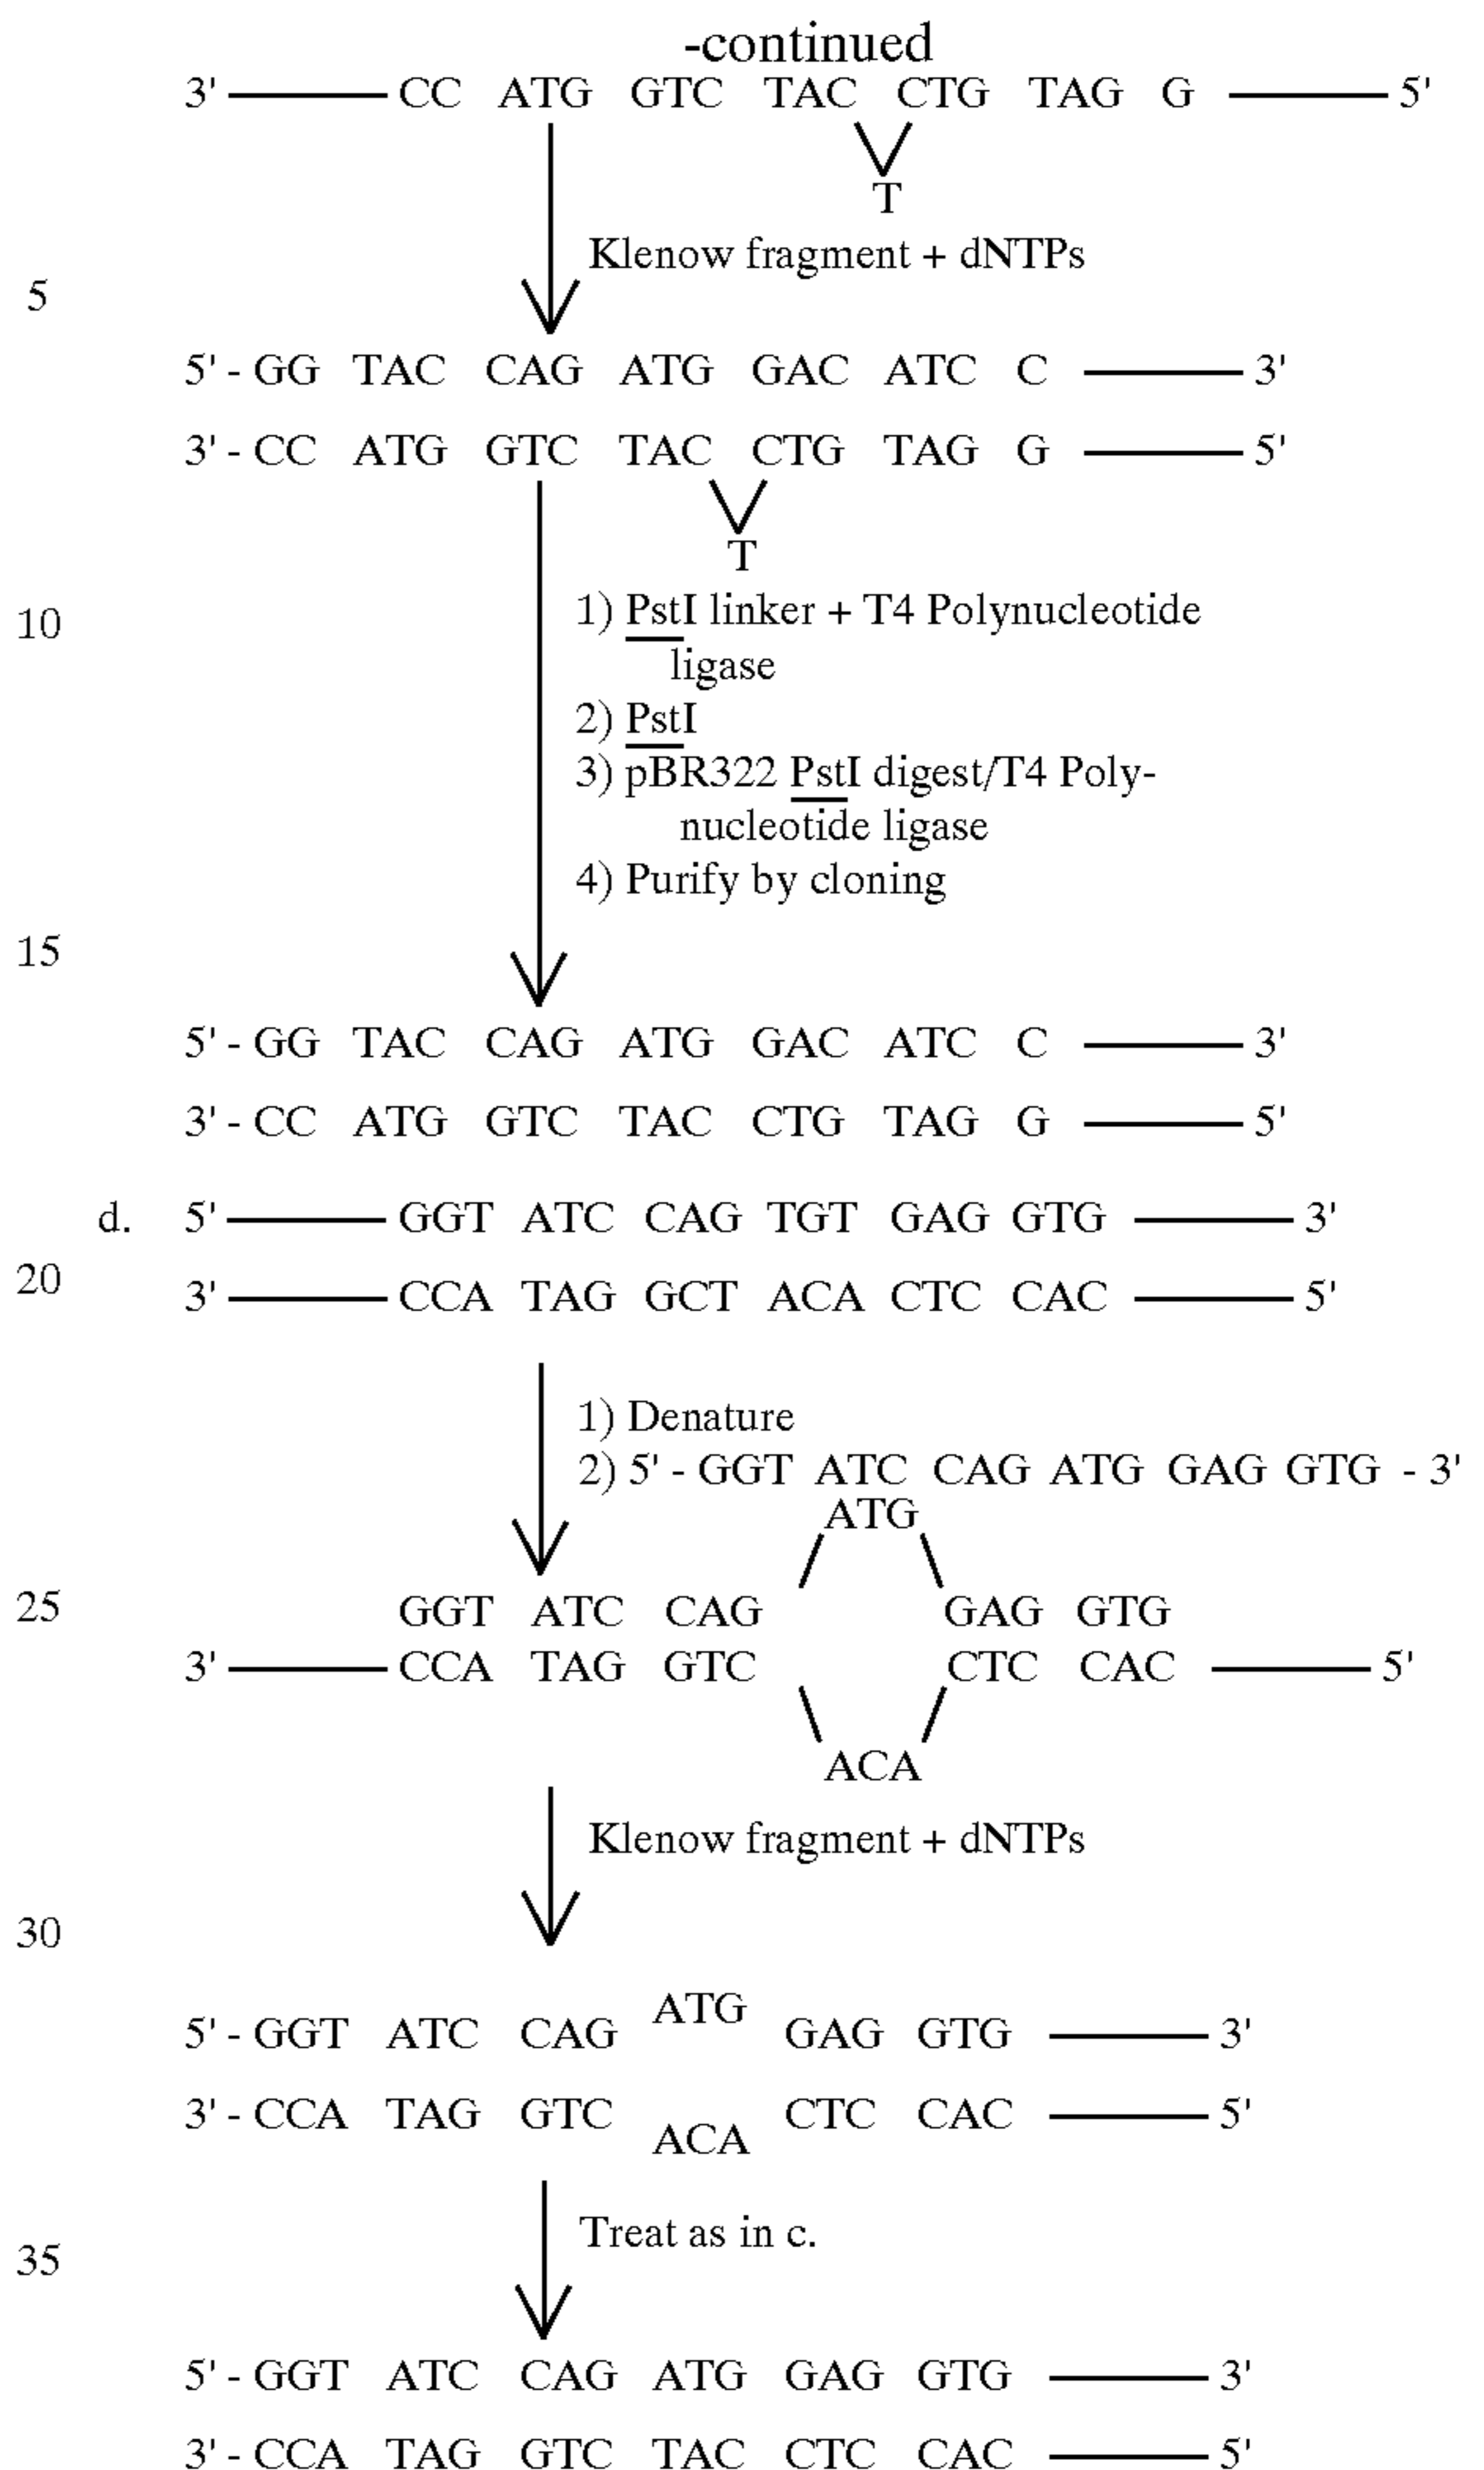 -continued
3' CC ATG GTC TAC CTG TAG G 5'
T
Klenow fragment + dNTPs
5
5' - GG TAC CAG ATG GAC ATC C 3'
3' - CC ATG GTC TAC CTG TAG G 5'
T
1) PstI linker + T4 Polynucleotide
10
ligase
2) PstI
3) pBR322 PstI digest/T4 Poly-
nucleotide ligase
4) Purify by cloning
15
5' - GG TAC CAG ATG GAC ATC C 3'
3' - CC ATG GTC TAC CTG TAG G 5'
d. 5' GGT ATC CAG TGT GAG GTG 3'
20
3' CCA TAG GCT ACA CTC CAC 5'
1) Denature
2) 5' - GGT ATC CAG ATG GAG GTG - 3'
ATG
25
GGT ATC CAG GAG GTG
3' CCA TAG GTC CTC CAC 5'
ACA
Klenow fragment + dNTPs
30
ATG
5' - GGT ATC CAG GAG GTG 3'
3' - CCA TAG GTC CTC CAC 5'
ACA
Treat as in c.
35
5' - GGT ATC CAG ATG GAG GTG 3'
3' - CCA TAG GTC TAC CTC CAC 5'